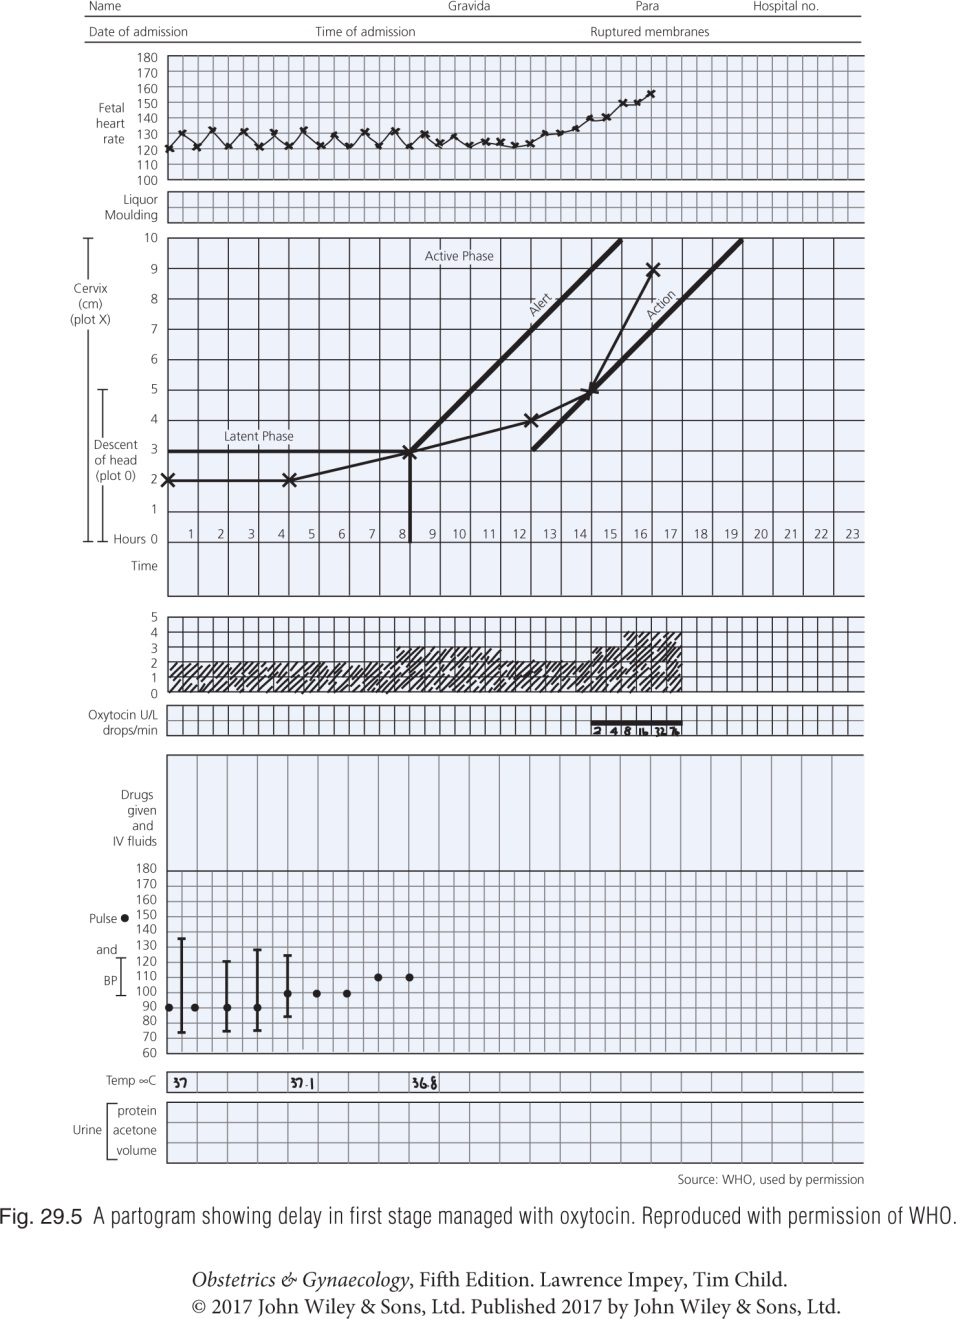 Name Gravida Para Hospital no.
Date of admission Time of admission Ruptured membranes
Fetal
heart
rate
180
170
160
150
140
130
120
110
100
Liquor
Moulding
Cervix
(cm)
(plot X)
Descent
of head
(plot 0)
10
9
8
7
6
5
4
3
2
1
Active Phase
Alert
Action
Latent Phase
Hours 0 1 2 3 4 5 6 7 8 9 10 11 12 13 14 15 16 17 18 19 20 21 22 23
Time
5
4
3
2
1
0
Oxytocin U/L
drops/min 2 4 8 16 32
Drugs
given
and
IV fluids
Pulse
and
BP
180
170
160
150
140
130
120
110
100
90
80
70
60
Temp ∞C 37 37.1 36.8
Urine
protein
acetone
volume
Source: WHO, used by permission
Fig. 29.5 A partogram showing delay in first stage managed with oxytocin. Reproduced with permission of WHO.
Obstetrics & Gynaecology, Fifth Edition. Lawrence Impey, Tim Child.
© 2017 John Wiley & Sons, Ltd. Published 2017 by John Wiley & Sons, Ltd.